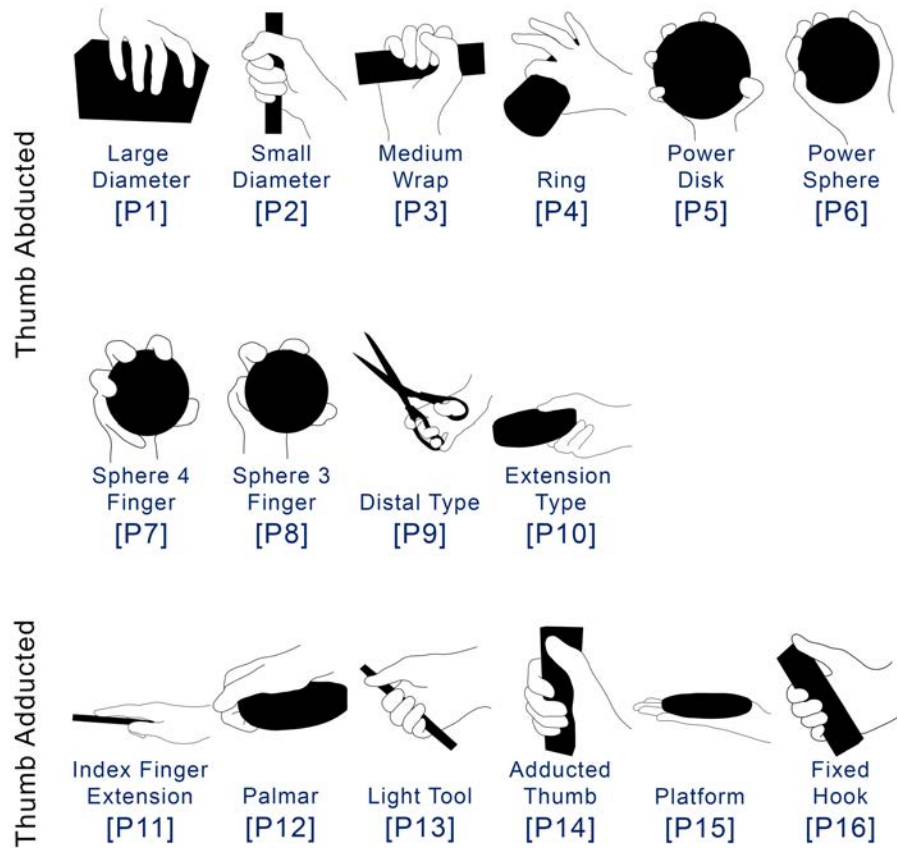 Thumb Abducted
Large
Diameter
[P1]
Small
Diameter
[P2]
Medium
Wrap
[P3]
Ring
[P4]
Power
Disk
[P5]
Power
Sphere
[P6]
Sphere 4
Finger
[P7]
Sphere 3
Finger
[P8]
Distal Type
[P9]
Extension
Type
[P10]
Thumb Adducted
Index Finger
Extension
[P11]
Palmar
[P12]
Light Tool
[P13]
Adducted
Thumb
[P14]
Platform
[P15]
Fixed
Hook
[P16]